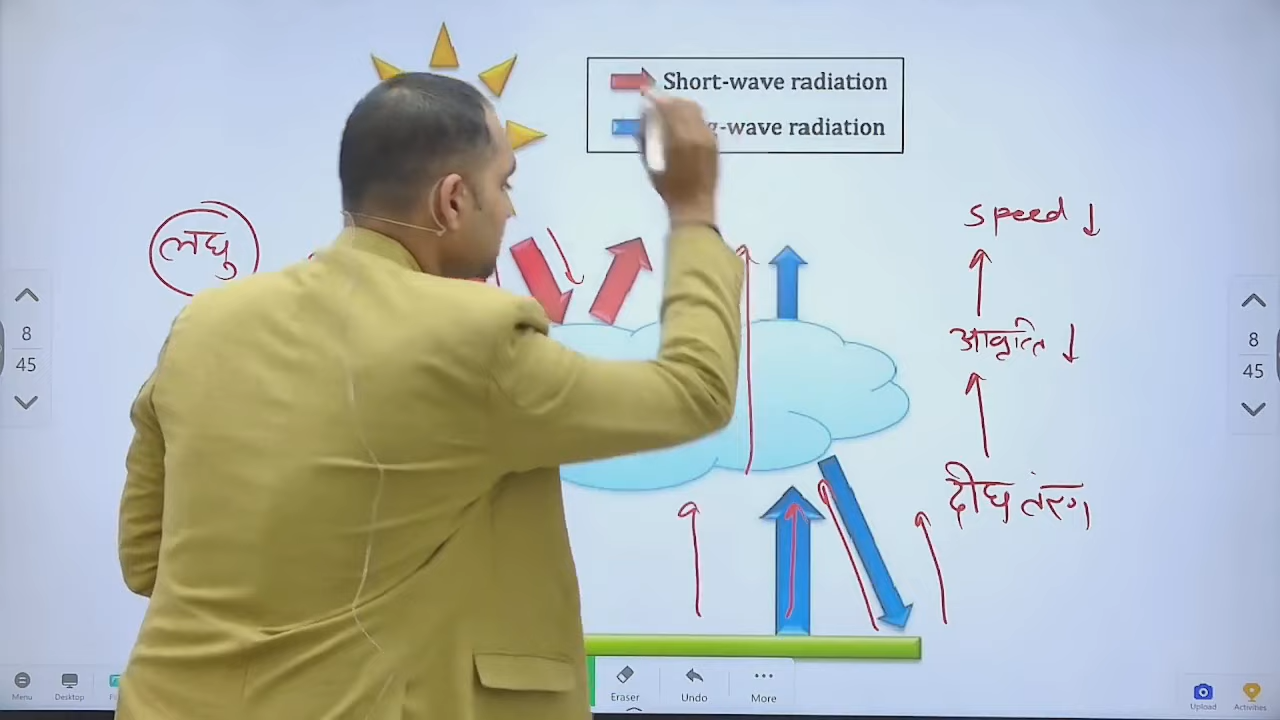 Short-wave radiation
-wave radiation
speed ↓
लघु
8
45
8
45
आवृत्ति ↓
दीर्घ तरंग
Menu
Desktop
Eraser
Undo
More
Upload
Activities